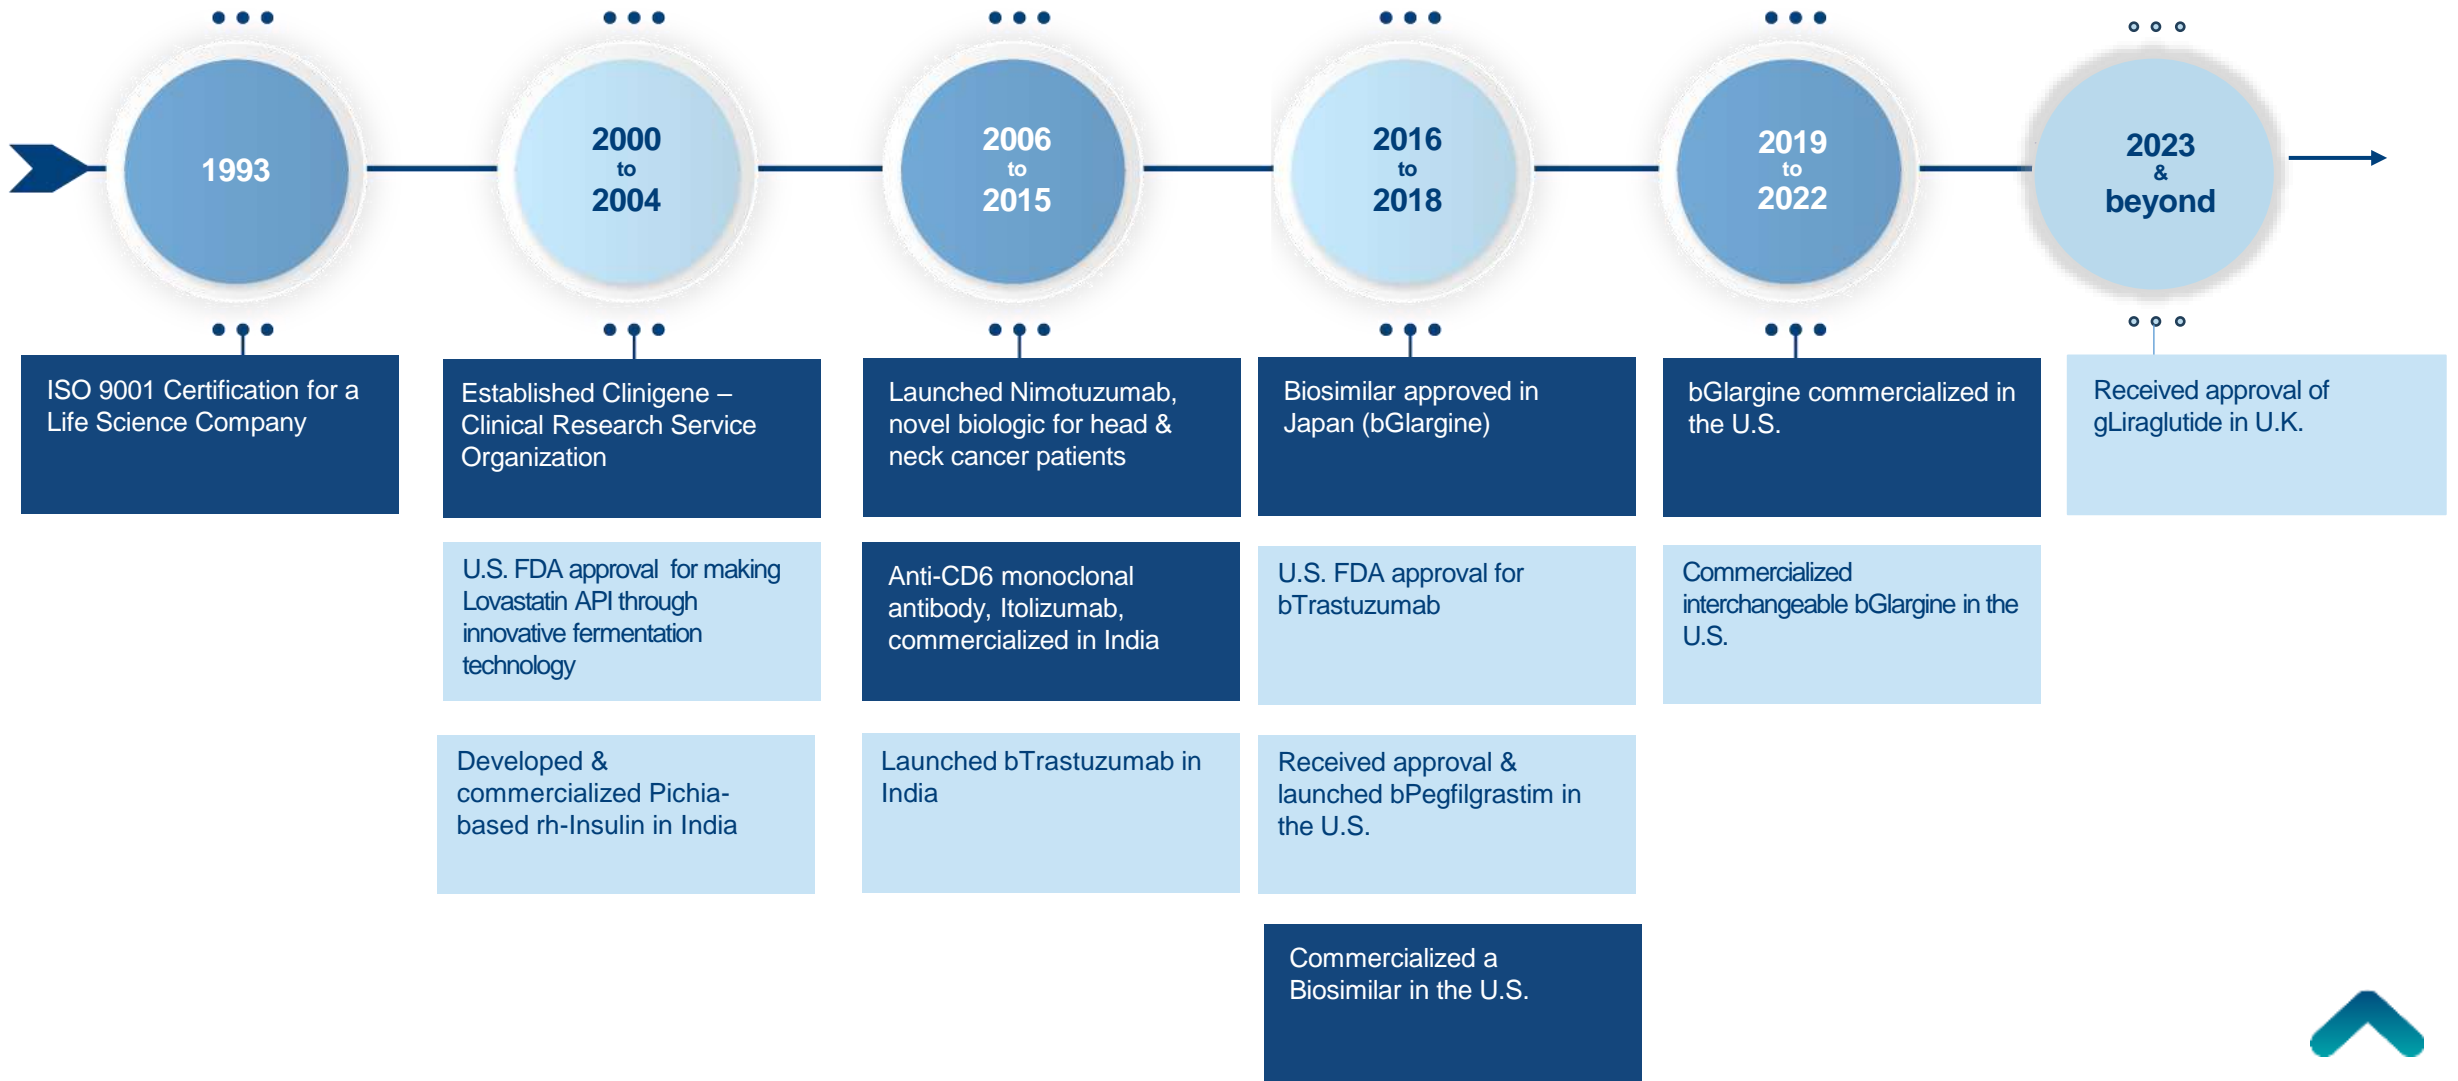 1993
2000
to
2004
2006
to
2015
2016
to
2018
2019
to
2022
2023
&
beyond
ISO 9001 Certification for a
Life Science Company
Established Clinigene –
Clinical Research Service
Organization
U.S. FDA approval for making
Lovastatin API through
innovative fermentation
technology
Developed &
commercialized Pichia-
based rh-Insulin in India
Launched Nimotuzumab,
novel biologic for head &
neck cancer patients
Anti-CD6 monoclonal
antibody, Itolizumab,
commercialized in India
Launched bTrastuzumab in
India
Biosimilar approved in
Japan (bGlargine)
U.S. FDA approval for
bTrastuzumab
Received approval &
launched bPegfilgrastim in
the U.S.
Commercialized a
Biosimilar in the U.S.
bGlargine commercialized in
the U.S.
Commercialized
interchangeable bGlargine in the
U.S.
Received approval of
gLiraglutide in U.K.